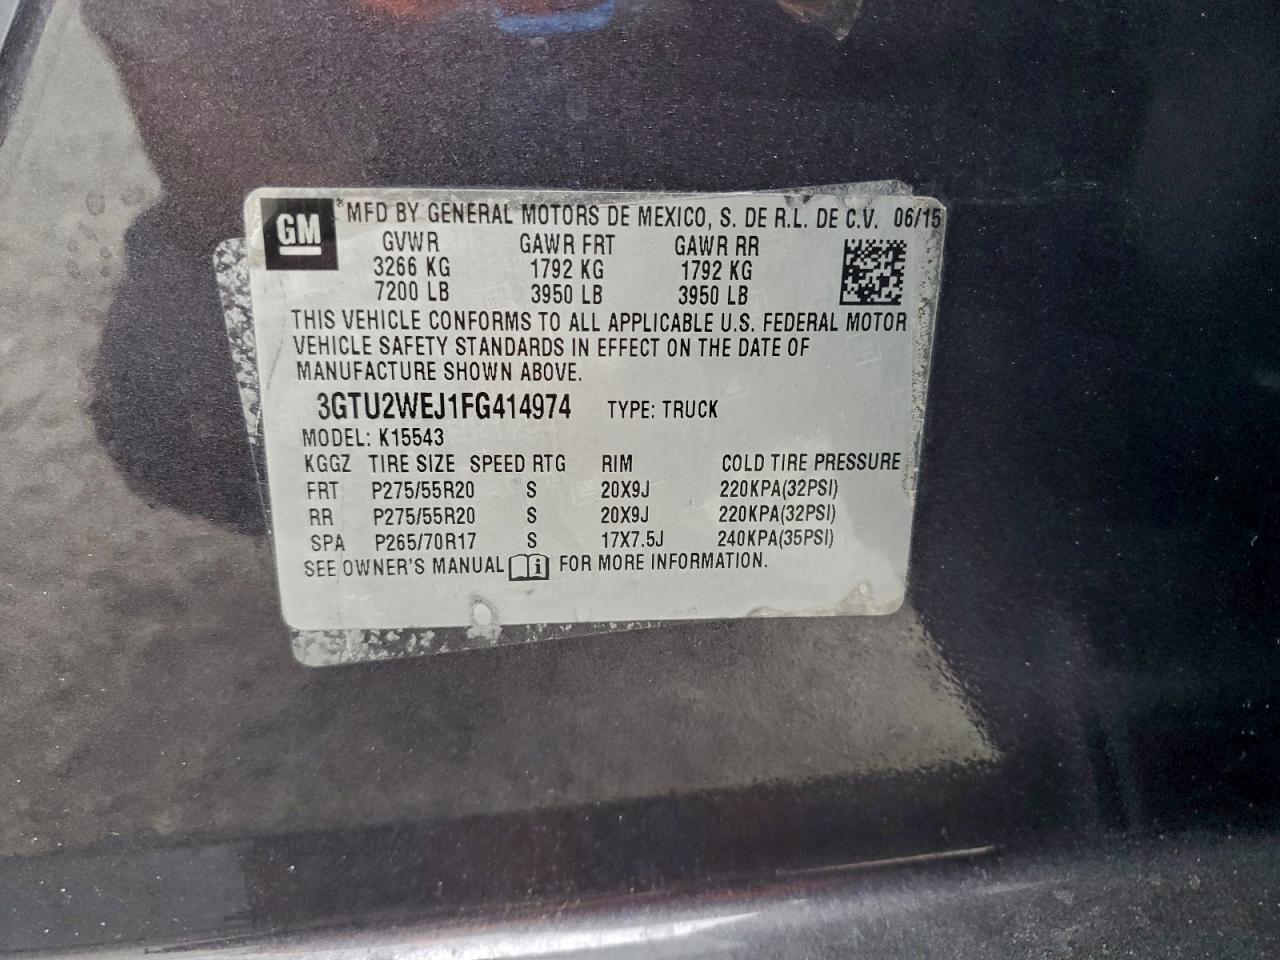 GM ® MFD BY GENERAL MOTORS DE MEXICO, S. DE R.L. DE C.V. 06/15
GVWR GAWR FRT GAWR RR
3266 KG 1792 KG 1792 KG
7200 LB 3950 LB 3950 LB
THIS VEHICLE CONFORMS TO ALL APPLICABLE U.S. FEDERAL MOTOR
VEHICLE SAFETY STANDARDS IN EFFECT ON THE DATE OF
MANUFACTURE SHOWN ABOVE.
3GTU2WEJ1FG414974 TYPE: TRUCK
MODEL: K15543
KGGZ TIRE SIZE SPEED RTG RIM COLD TIRE PRESSURE
FRT P275/55R20 S 20X9J 220KPA(32PSI)
RR P275/55R20 S 20X9J 220KPA(32PSI)
SPA P265/70R17 S 17X7.5J 240KPA(35PSI)
SEE OWNER'S MANUAL i FOR MORE INFORMATION.